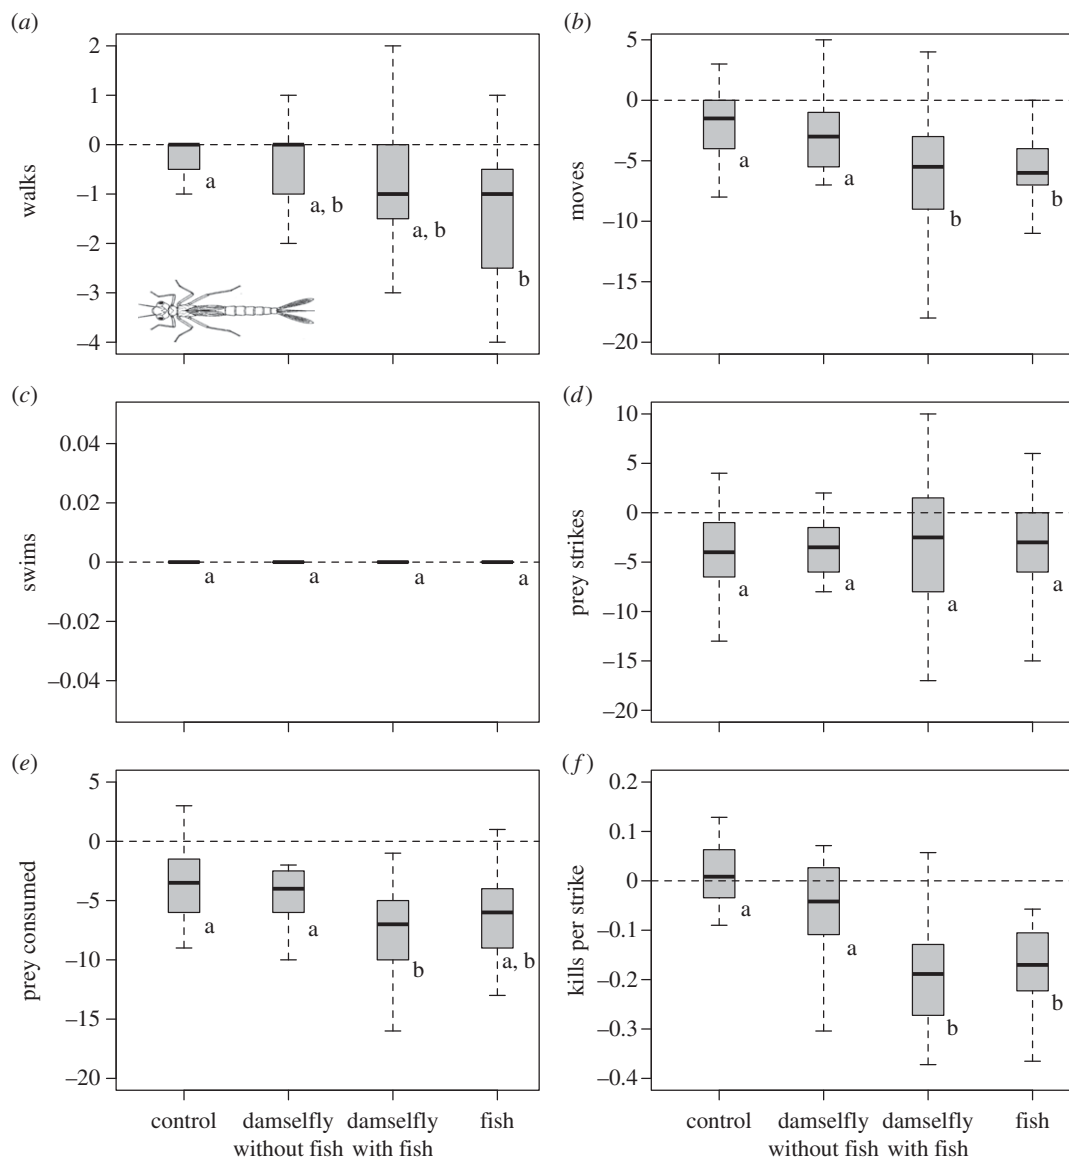 (a)
2
1
0
–1
–2
–3
–4
walks
a
a, b
a, b
b
(b)
5
0
–5
–10
–15
–20
moves
a
a
b
b
(c)
0.04
0.02
0
–0.02
–0.04
swims
a
a
a
a
(d)
10
5
0
–5
–10
–15
–20
prey strikes
a
a
a
a
(e)
5
0
–5
–10
–15
–20
prey consumed
a
a
b
a, b
control
damselfly
without fish
damselfly
with fish
fish
(f)
0.2
0.1
0
–0.1
–0.2
–0.3
–0.4
kills per strike
a
a
b
b
control
damselfly
without fish
damselfly
with fish
fish